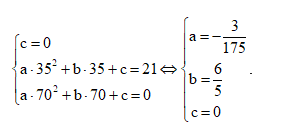 { c = 0
a·35² + b·35 + c = 21
a·70² + b·70 + c = 0
⇔ { a = −3/175
b = 6/5
c = 0 .